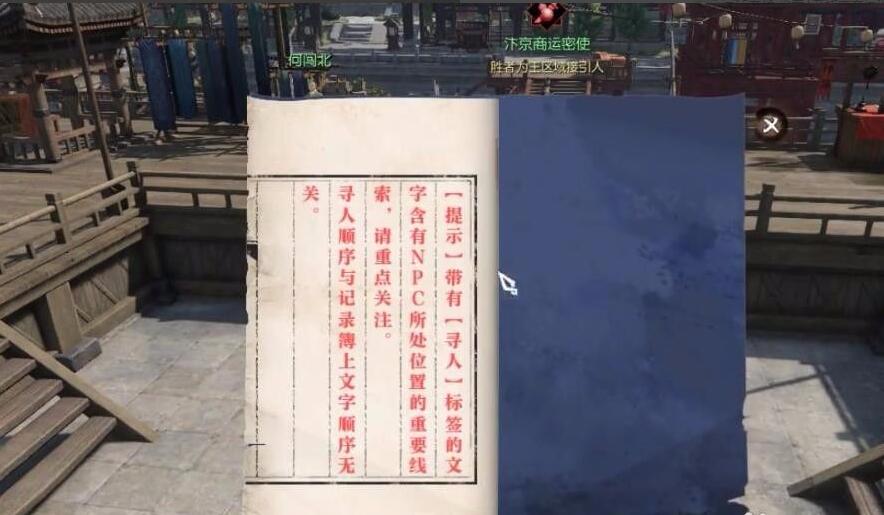 汴京商运密使
何闯北
胜者为王区域接引人
【提示】带有【寻人】标签的文
字含有NPC所处位置的重要线
索，请重点关注。
寻人顺序与记录簿上文字顺序无
关。